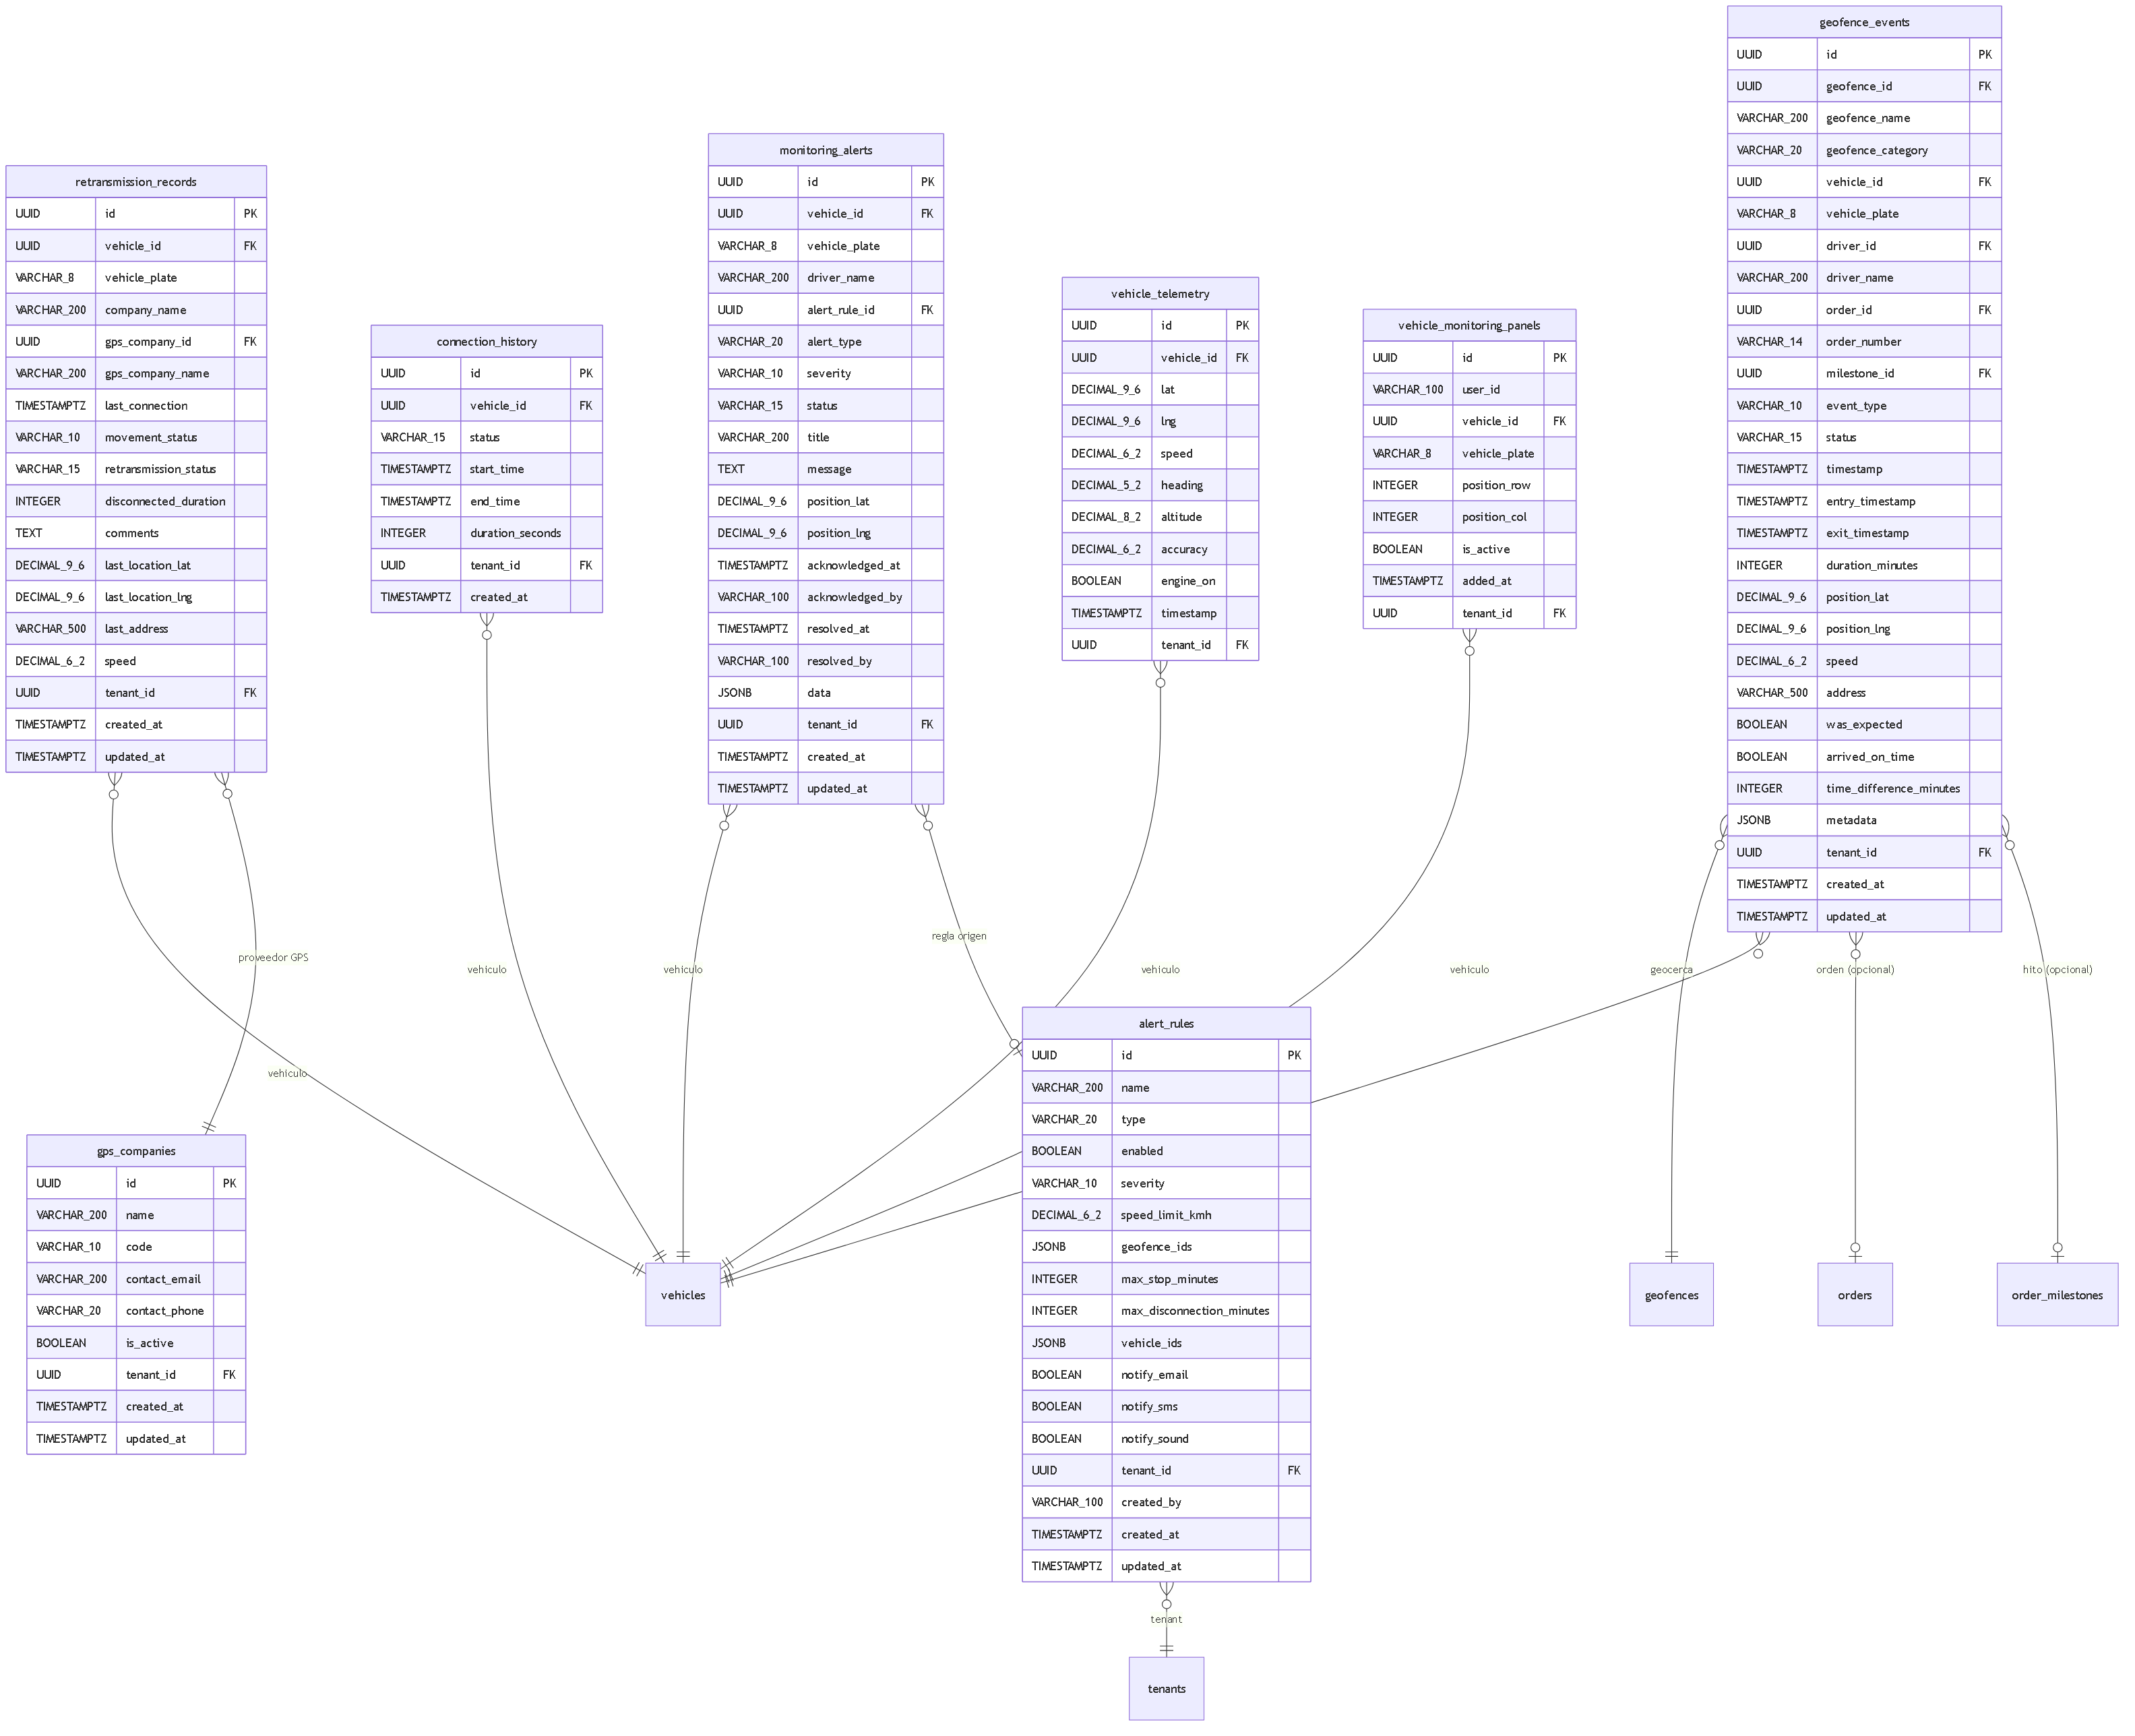 geofence_events
UUID id PK
UUID geofence_id FK
VARCHAR_200 geofence_name
VARCHAR_20 geofence_category
UUID vehicle_id FK
VARCHAR_8 vehicle_plate
UUID driver_id FK
VARCHAR_200 driver_name
UUID order_id FK
VARCHAR_14 order_number
UUID milestone_id FK
VARCHAR_10 event_type
VARCHAR_15 status
TIMESTAMPTZ timestamp
TIMESTAMPTZ entry_timestamp
TIMESTAMPTZ exit_timestamp
INTEGER duration_minutes
DECIMAL_9_6 position_lat
DECIMAL_9_6 position_lng
DECIMAL_6_2 speed
VARCHAR_500 address
BOOLEAN was_expected
BOOLEAN arrived_on_time
INTEGER time_difference_minutes
JSONB metadata
UUID tenant_id FK
TIMESTAMPTZ created_at
TIMESTAMPTZ updated_at
monitoring_alerts
UUID id PK
UUID vehicle_id FK
VARCHAR_8 vehicle_plate
VARCHAR_200 driver_name
UUID alert_rule_id FK
VARCHAR_20 alert_type
VARCHAR_10 severity
VARCHAR_15 status
VARCHAR_200 title
TEXT message
DECIMAL_9_6 position_lat
DECIMAL_9_6 position_lng
TIMESTAMPTZ acknowledged_at
VARCHAR_100 acknowledged_by
TIMESTAMPTZ resolved_at
VARCHAR_100 resolved_by
JSONB data
UUID tenant_id FK
TIMESTAMPTZ created_at
TIMESTAMPTZ updated_at
retransmission_records
UUID id PK
UUID vehicle_id FK
VARCHAR_8 vehicle_plate
VARCHAR_200 company_name
UUID gps_company_id FK
VARCHAR_200 gps_company_name
TIMESTAMPTZ last_connection
VARCHAR_10 movement_status
VARCHAR_15 retransmission_status
INTEGER disconnected_duration
TEXT comments
DECIMAL_9_6 last_location_lat
DECIMAL_9_6 last_location_lng
VARCHAR_500 last_address
DECIMAL_6_2 speed
UUID tenant_id FK
TIMESTAMPTZ created_at
TIMESTAMPTZ updated_at
connection_history
UUID id PK
UUID vehicle_id FK
VARCHAR_15 status
TIMESTAMPTZ start_time
TIMESTAMPTZ end_time
INTEGER duration_seconds
UUID tenant_id FK
TIMESTAMPTZ created_at
vehicle_telemetry
UUID id PK
UUID vehicle_id FK
DECIMAL_9_6 lat
DECIMAL_9_6 lng
DECIMAL_6_2 speed
DECIMAL_5_2 heading
DECIMAL_8_2 altitude
DECIMAL_6_2 accuracy
BOOLEAN engine_on
TIMESTAMPTZ timestamp
UUID tenant_id FK
vehicle_monitoring_panels
UUID id PK
VARCHAR_100 user_id
UUID vehicle_id FK
VARCHAR_8 vehicle_plate
INTEGER position_row
INTEGER position_col
BOOLEAN is_active
TIMESTAMPTZ added_at
UUID tenant_id FK
regla origen
proveedor GPS
vehiculo
vehiculo
vehiculo
vehiculo
geocerca
orden (opcional)
hito (opcional)
vehiculo
alert_rules
UUID id PK
VARCHAR_200 name
VARCHAR_20 type
BOOLEAN enabled
VARCHAR_10 severity
DECIMAL_6_2 speed_limit_kmh
JSONB geofence_ids
INTEGER max_stop_minutes
INTEGER max_disconnection_minutes
JSONB vehicle_ids
BOOLEAN notify_email
BOOLEAN notify_sms
BOOLEAN notify_sound
UUID tenant_id FK
VARCHAR_100 created_by
TIMESTAMPTZ created_at
TIMESTAMPTZ updated_at
gps_companies
UUID id PK
VARCHAR_200 name
VARCHAR_10 code
VARCHAR_200 contact_email
VARCHAR_20 contact_phone
BOOLEAN is_active
UUID tenant_id FK
TIMESTAMPTZ created_at
TIMESTAMPTZ updated_at
vehicles
geofences
orders
order_milestones
tenant
tenants